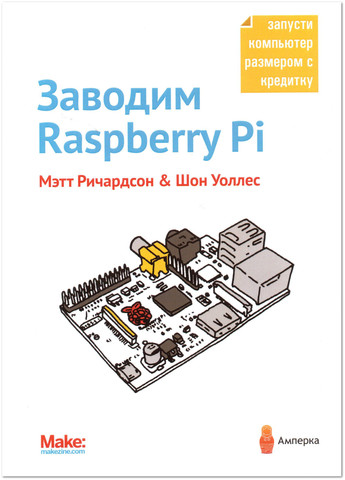 запусти
компьютер
размером с
кредитку
Заводим
Raspberry Pi
Мэтт Ричардсон & Шон Уоллес
Make:
makezine.com
Амперка